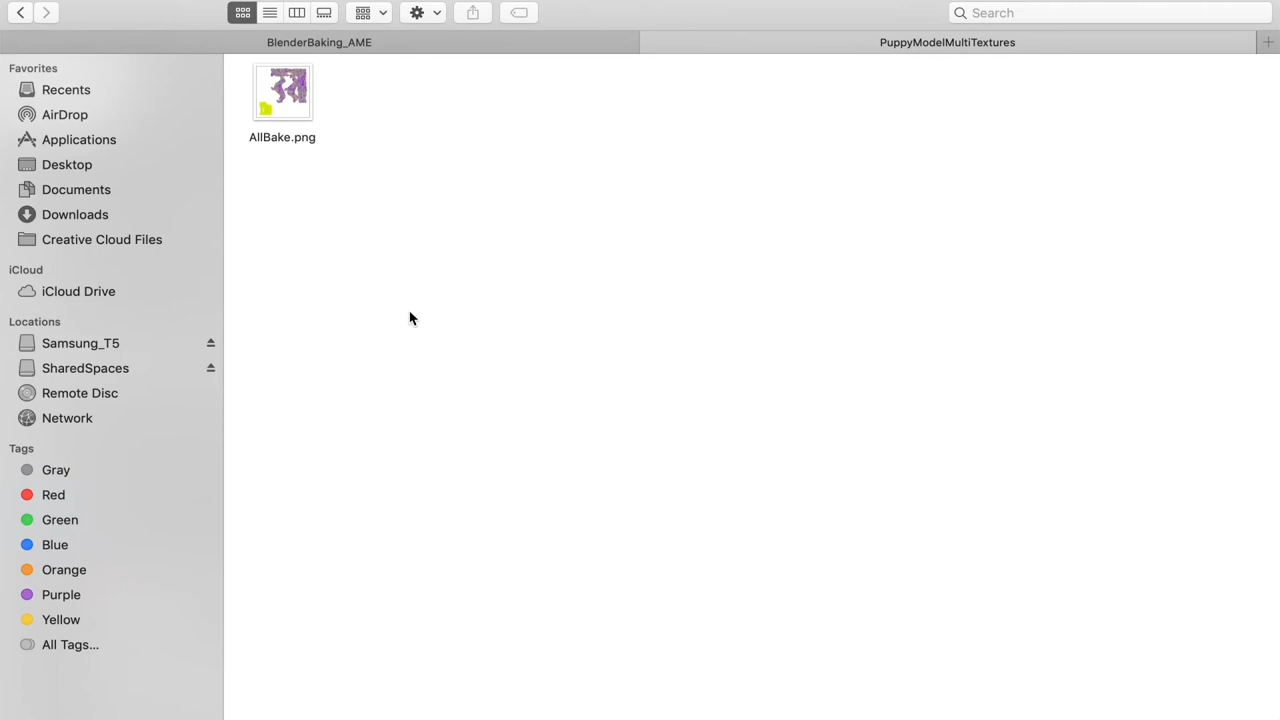 Search
BlenderBaking_AME
PuppyModelMultiTextures
Favorites
Recents
AirDrop
Applications
Desktop
Documents
Downloads
Creative Cloud Files
iCloud
iCloud Drive
Locations
Samsung_T5
SharedSpaces
Remote Disc
Network
Tags
Gray
Red
Green
Blue
Orange
Purple
Yellow
All Tags...
AllBake.png